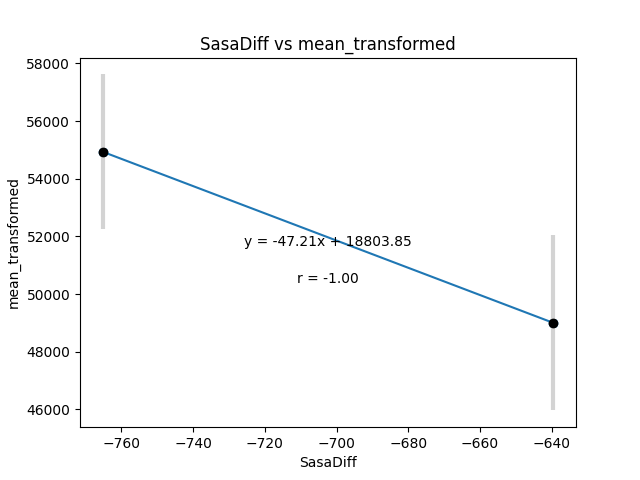 SasaDiff vs mean_transformed
58000
56000
54000
52000
50000
48000
46000
mean_transformed
y = -47.21x + 18803.85
r = -1.00
−760 −740 −720 −700 −680 −660 −640
SasaDiff